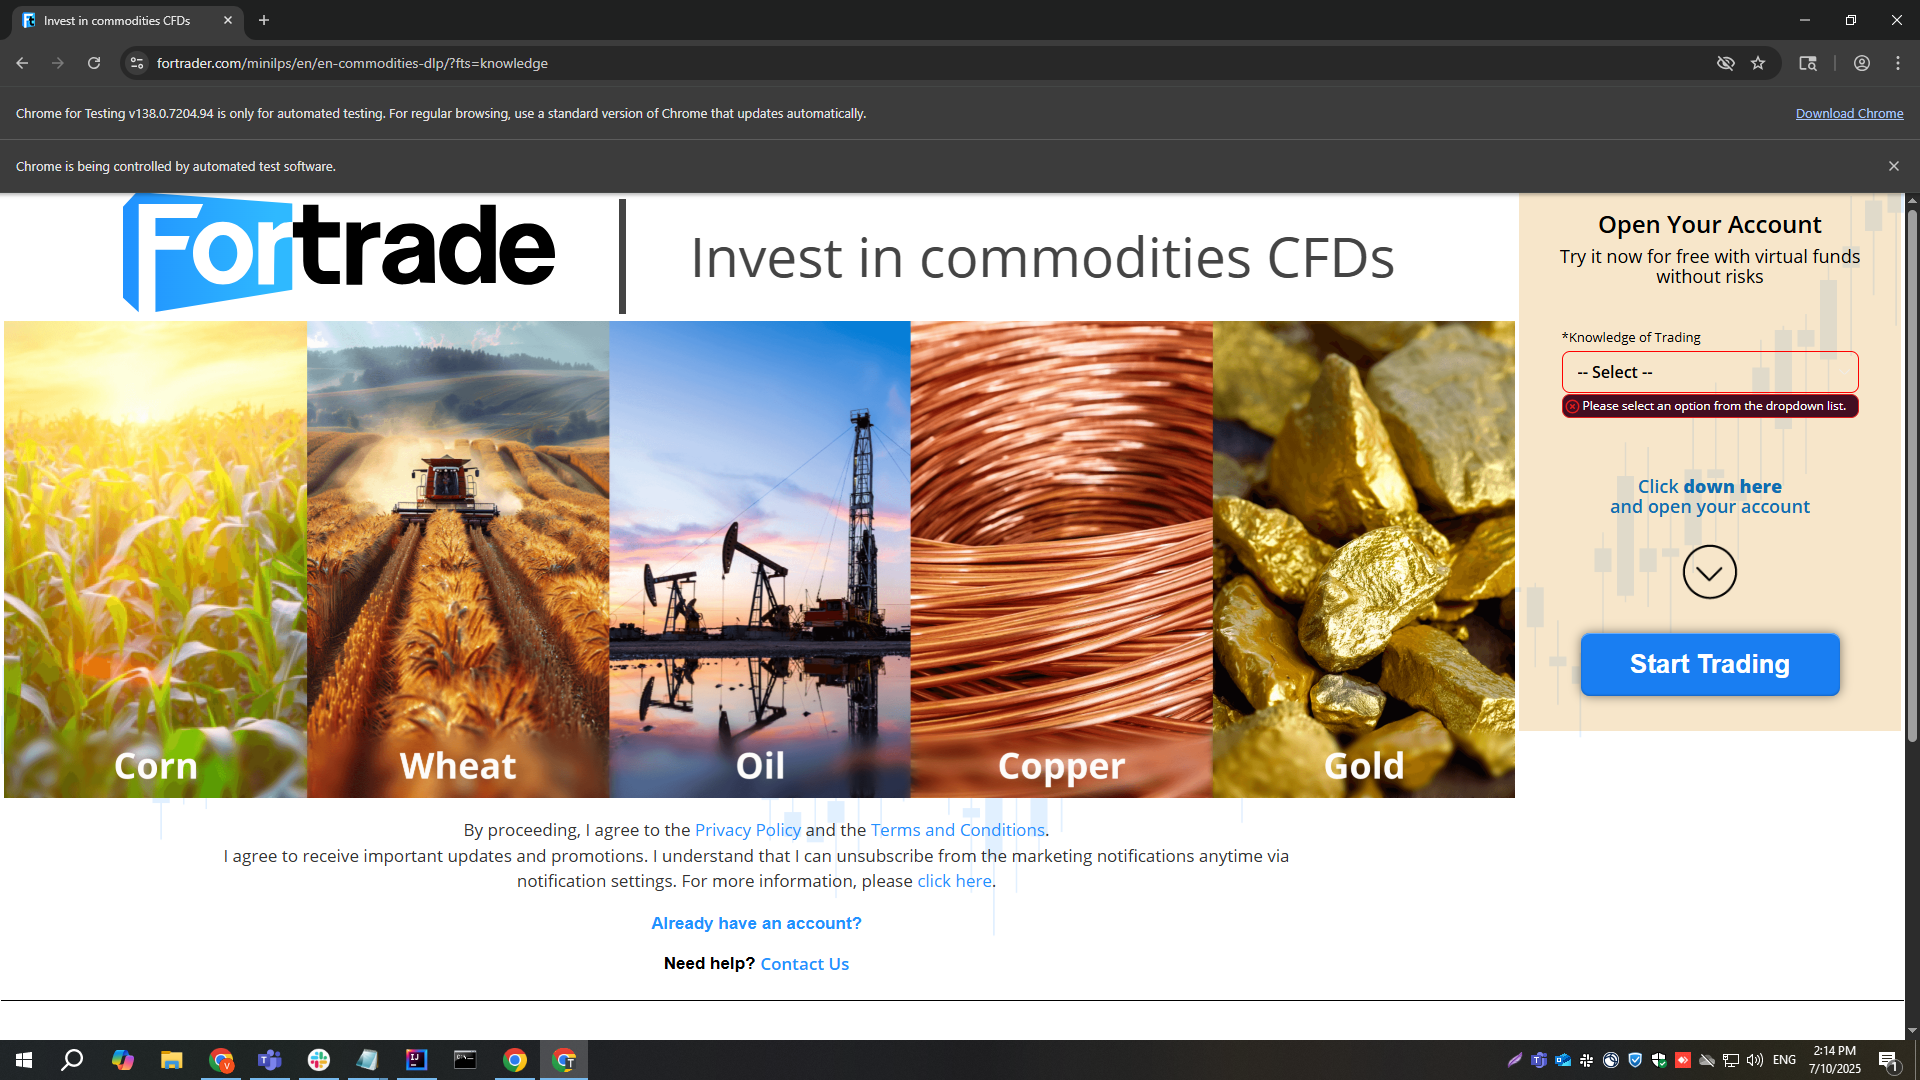 Invest in commodities CFDs
fortrader.com/minilps/en/en-commodities-dlp/?fts=knowledge
Chrome for Testing v138.0.7204.94 is only for automated testing. For regular browsing, use a standard version of Chrome that updates automatically.
Download Chrome
Chrome is being controlled by automated test software.
Fortrade
Invest in commodities CFDs
Corn
Wheat
Oil
Copper
Gold
Open Your Account
Try it now for free with virtual funds
without risks
*Knowledge of Trading
-- Select --
Please select an option from the dropdown list.
Click down here
and open your account
Start Trading
By proceeding, I agree to the Privacy Policy and the Terms and Conditions.
I agree to receive important updates and promotions. I understand that I can unsubscribe from the marketing notifications anytime via
notification settings. For more information, please click here.
Already have an account?
Need help? Contact Us
ENG
2:14 PM
7/10/2025
1